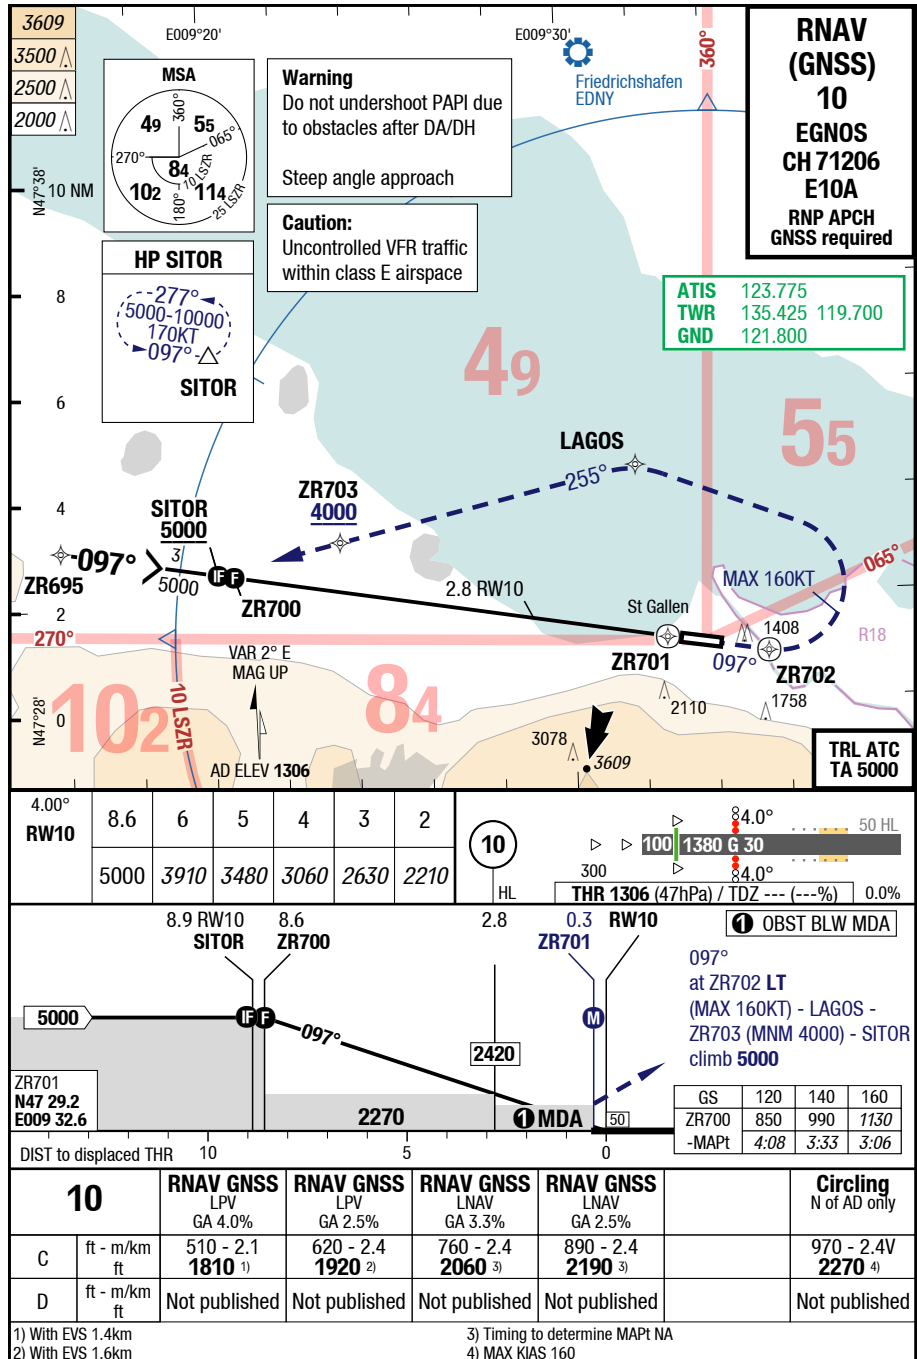 3609
3500
2500
2000
E009°20'
E009°30'
360°
RNAV
(GNSS)
10
EGNOS
CH 71206
E10A
RNP APCH
GNSS required
MSA
49 55
360°
065°
270°
84
10 LSZR
102 114
180°
25 LSZR
Warning
Do not undershoot PAPI due
to obstacles after DA/DH
Steep angle approach
Friedrichshafen
EDNY
N47°38'
10 NM
Caution:
Uncontrolled VFR traffic
within class E airspace
HP SITOR
277°
5000-10000
170KT
097°
SITOR
ATIS 123.775
TWR 135.425 119.700
GND 121.800
8
49
6
55
LAGOS
255°
ZR703
4000
4
SITOR
5000
3
097°
5000
IF F
ZR695
ZR700
2.8 RW10
065°
MAX 160KT
2
St Gallen
1408
R18
270°
ZR701
097°
ZR702
VAR 2° E
MAG UP
102
10 LSZR
84
2110
1758
N47°28'
0
3078
3609
AD ELEV 1306
TRL ATC
TA 5000
4.00°
RW10
8.6 6 5 4 3 2
5000 3910 3480 3060 2630 2210
10
HL
4.0°
50 HL
100 1380 G 30
300
4.0°
THR 1306 (47hPa) / TDZ --- (---%)
0.0%
8.9 RW10 8.6 2.8 0.3 RW10
SITOR ZR700 ZR701
1 OBST BLW MDA
097°
at ZR702 LT
(MAX 160KT) - LAGOS -
ZR703 (MNM 4000) - SITOR
climb 5000
5000
IF F
097°
M
2420
ZR701
N47 29.2
E009 32.6
2270
1 MDA
50
GS 120 140 160
ZR700 850 990 1130
-MAPt 4:08 3:33 3:06
DIST to displaced THR 10 5 0
10
RNAV GNSS
LPV
GA 4.0%
RNAV GNSS
LPV
GA 2.5%
RNAV GNSS
LNAV
GA 3.3%
RNAV GNSS
LNAV
GA 2.5%
Circling
N of AD only
C
ft - m/km 510 - 2.1 620 - 2.4 760 - 2.4 890 - 2.4 970 - 2.4V
ft 1810 1) 1920 2) 2060 3) 2190 3) 2270 4)
D
ft - m/km
ft
Not published Not published Not published Not published Not published
1) With EVS 1.4km
2) With EVS 1.6km
3) Timing to determine MAPt NA
4) MAX KIAS 160